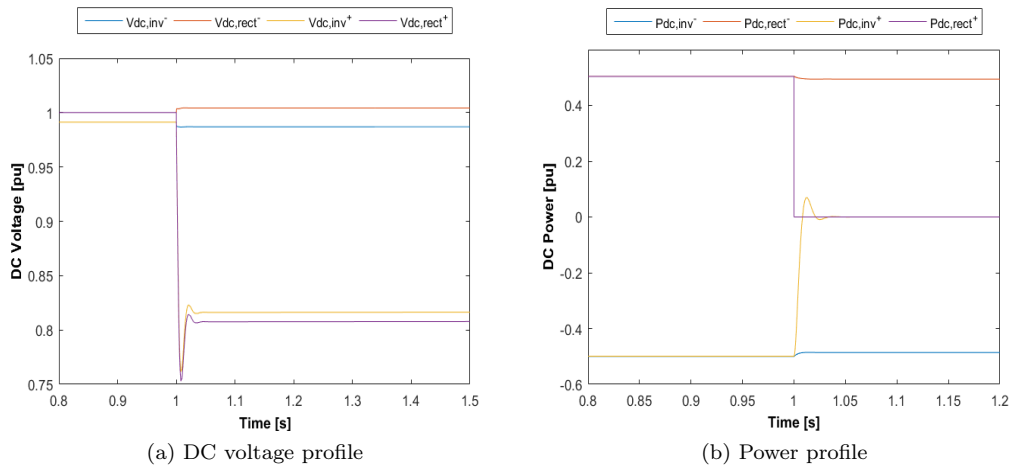 Vdc,inv⁻ Vdc,rect⁻ Vdc,inv⁺ Vdc,rect⁺
1.05
1
0.95
0.9
0.85
0.8
0.75
DC Voltage [pu]
0.8 0.9 1 1.1 1.2 1.3 1.4 1.5
Time [s]
(a) DC voltage profile
Pdc,inv⁻ Pdc,rect⁻ Pdc,inv⁺ Pdc,rect⁺
0.4
0.2
0
-0.2
-0.4
-0.6
DC Power [pu]
0.8 0.85 0.9 0.95 1 1.05 1.1 1.15 1.2
Time [s]
(b) Power profile